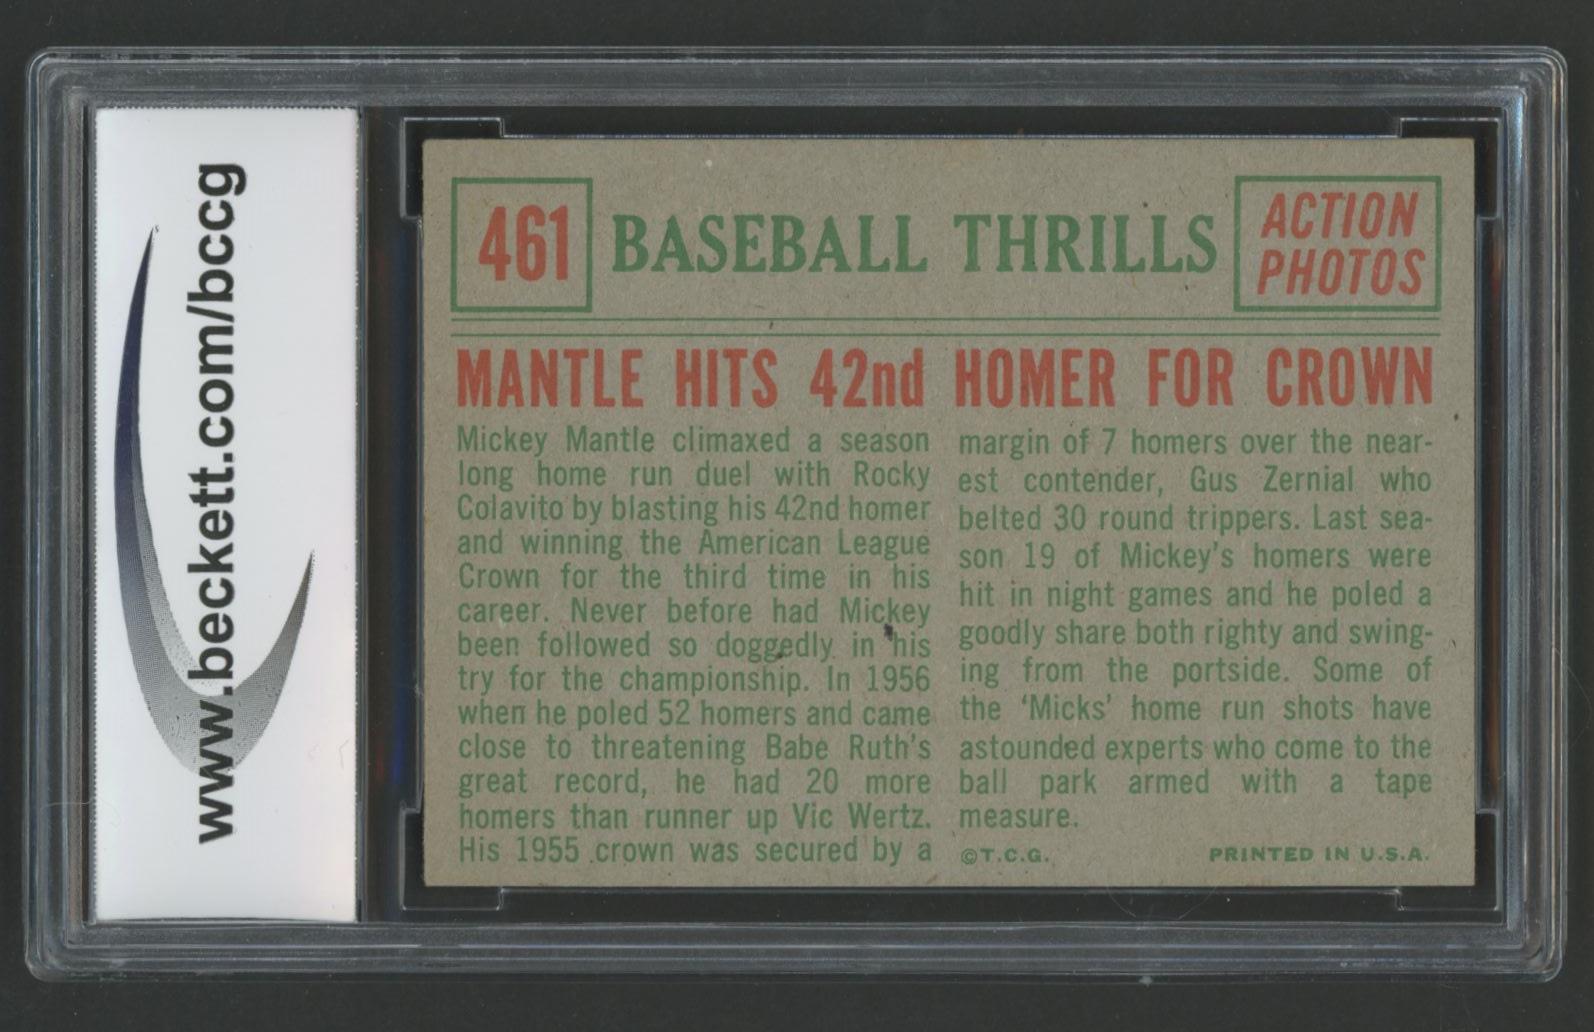 www.beckett.com/bccg
461
BASEBALL THRILLS
ACTION
PHOTOS
MANTLE HITS 42nd HOMER FOR CROWN
Mickey Mantle climaxed a season
long home run duel with Rocky
Colavito by blasting his 42nd homer
and winning the American League
Crown for the third time in his
career. Never before had Mickey
been followed so doggedly in his
try for the championship. In 1956
when he poled 52 homers and came
close to threatening Babe Ruth's
great record, he had 20 more
homers than runner up Vic Wertz.
His 1955 crown was secured by a
margin of 7 homers over the near-
est contender, Gus Zernial who
belted 30 round trippers. Last sea-
son 19 of Mickey's homers were
hit in night games and he poled a
goodly share both righty and swing-
ing from the portside. Some of
the 'Micks' home run shots have
astounded experts who come to the
ball park armed with a tape
measure.
©T.C.G.
PRINTED IN U.S.A.